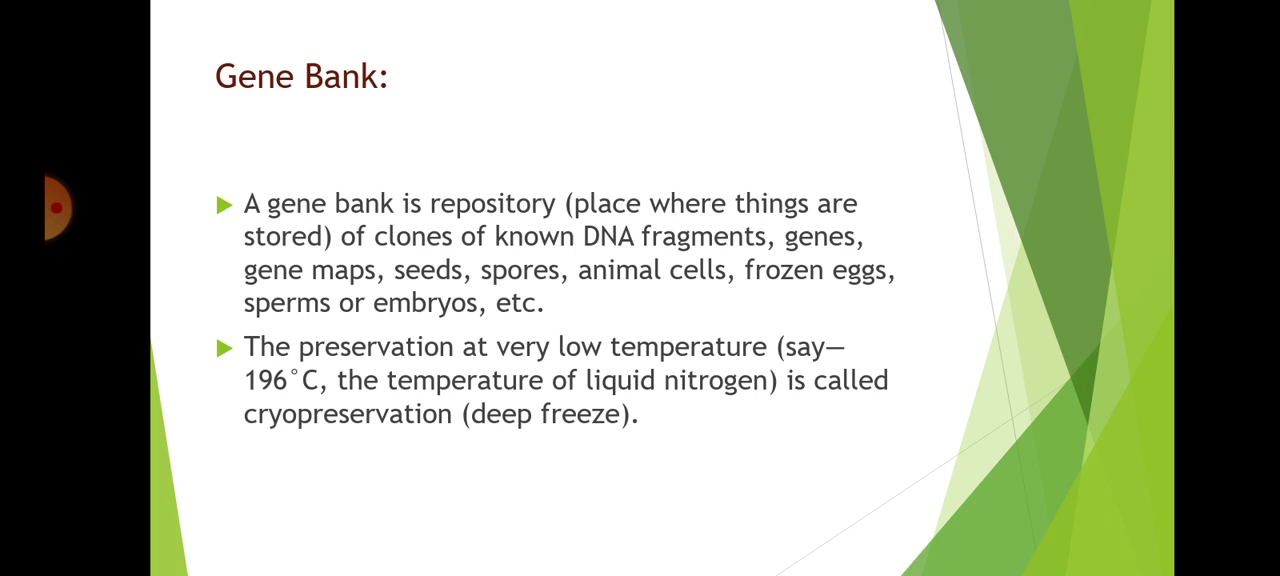 Gene Bank:
A gene bank is repository (place where things are
stored) of clones of known DNA fragments, genes,
gene maps, seeds, spores, animal cells, frozen eggs,
sperms or embryos, etc.
The preservation at very low temperature (say—
196°C, the temperature of liquid nitrogen) is called
cryopreservation (deep freeze).